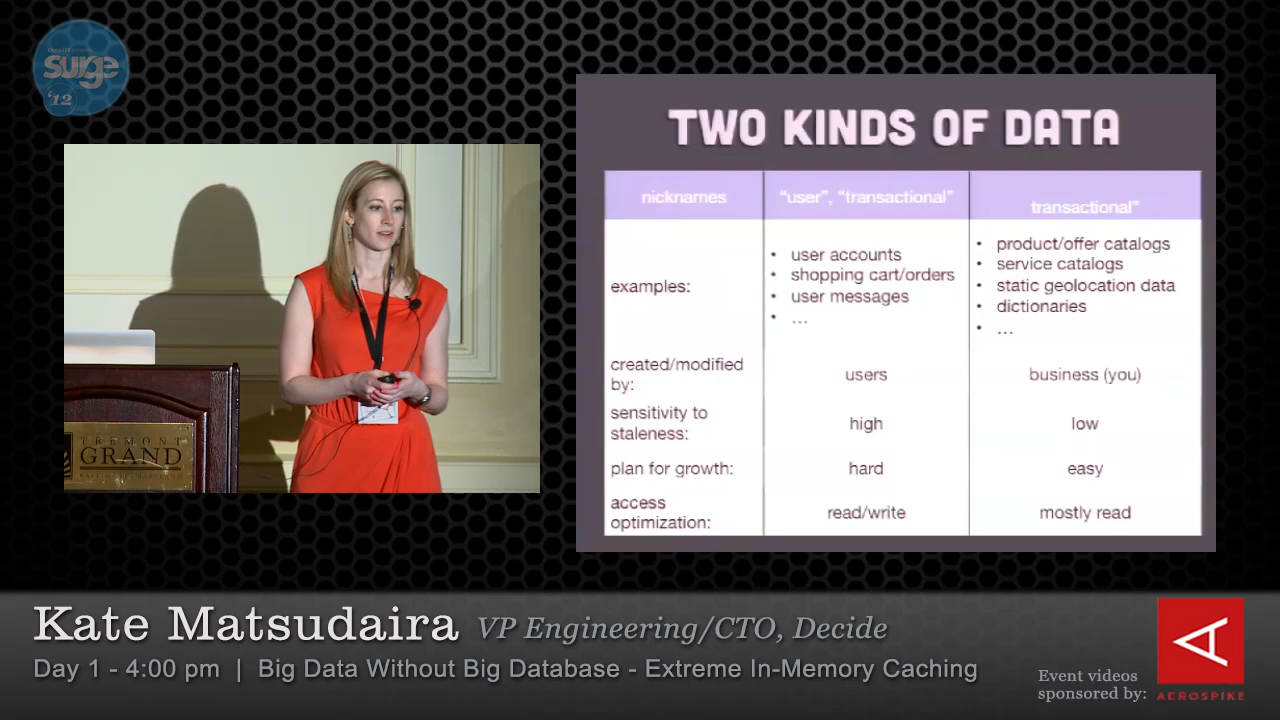 OmniTI presents
surge
'12
TWO KINDS OF DATA
nicknames
"user", "transactional"
transactional"
examples:
• user accounts
• shopping cart/orders
• user messages
• ...
• product/offer catalogs
• service catalogs
• static geolocation data
• dictionaries
• ...
created/modified
by:
users
business (you)
sensitivity to
staleness:
high
low
plan for growth:
hard
easy
access
optimization:
read/write
mostly read
TREMONT
GRAND
Kate Matsudaira VP Engineering/CTO, Decide
Day 1 - 4:00 pm | Big Data Without Big Database - Extreme In-Memory Caching
Event videos
sponsored by:
AEROSPIKE